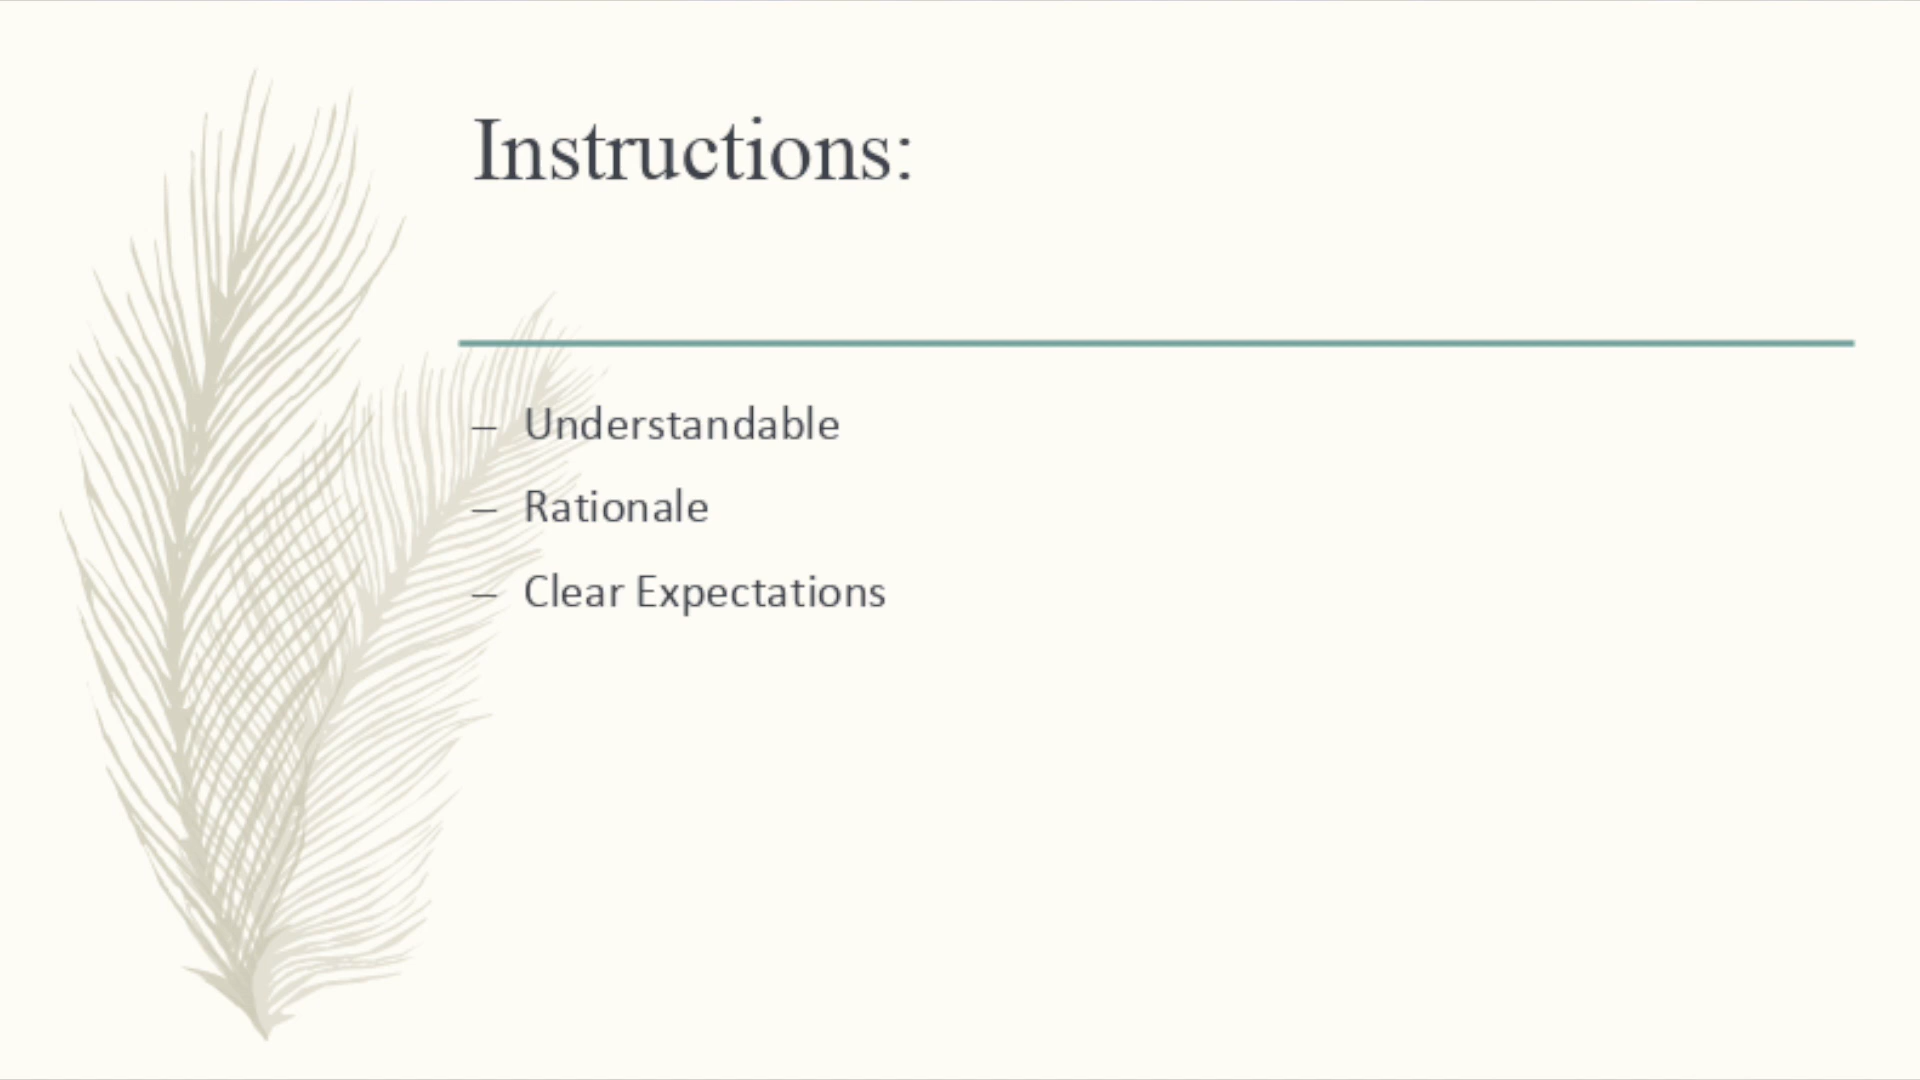 Instructions:
– Understandable
– Rationale
– Clear Expectations